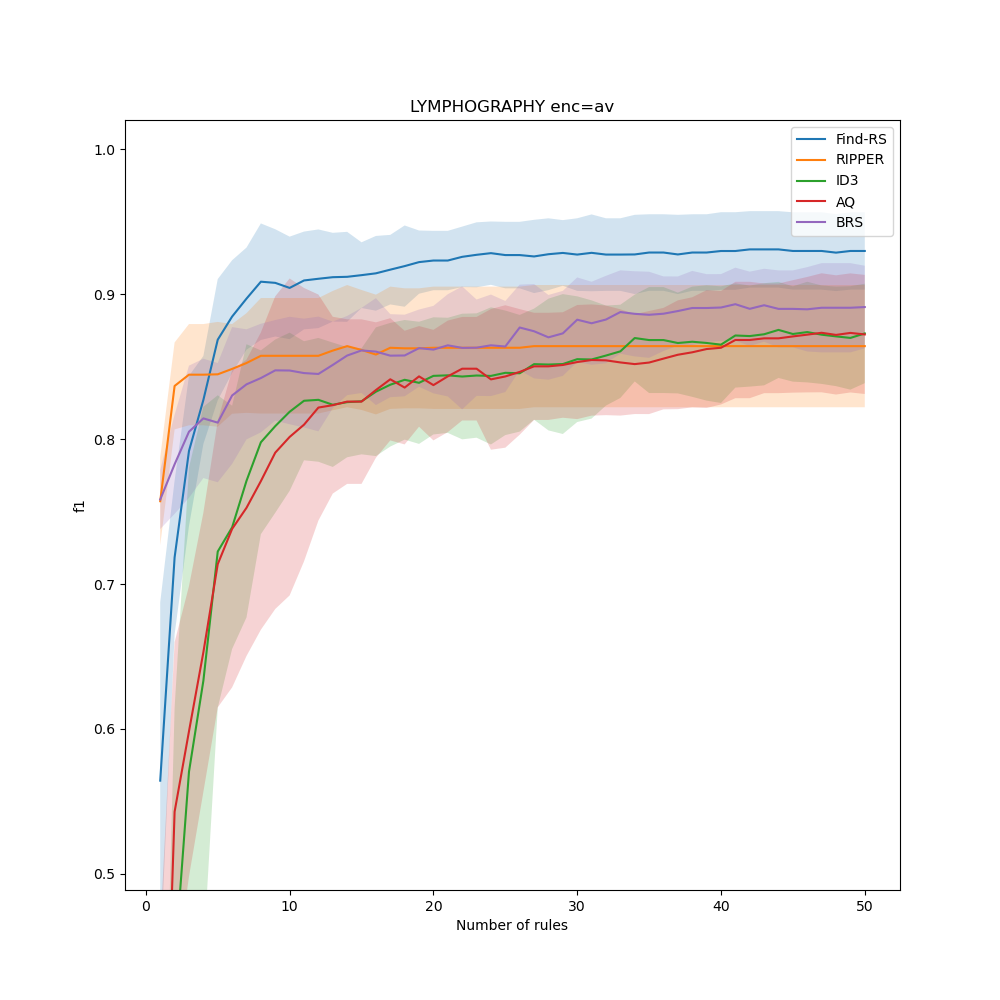 LYMPHOGRAPHY enc=av
1.0
0.9
0.8
0.7
0.6
0.5
f1
Find-RS
RIPPER
ID3
AQ
BRS
0 10 20 30 40 50
Number of rules